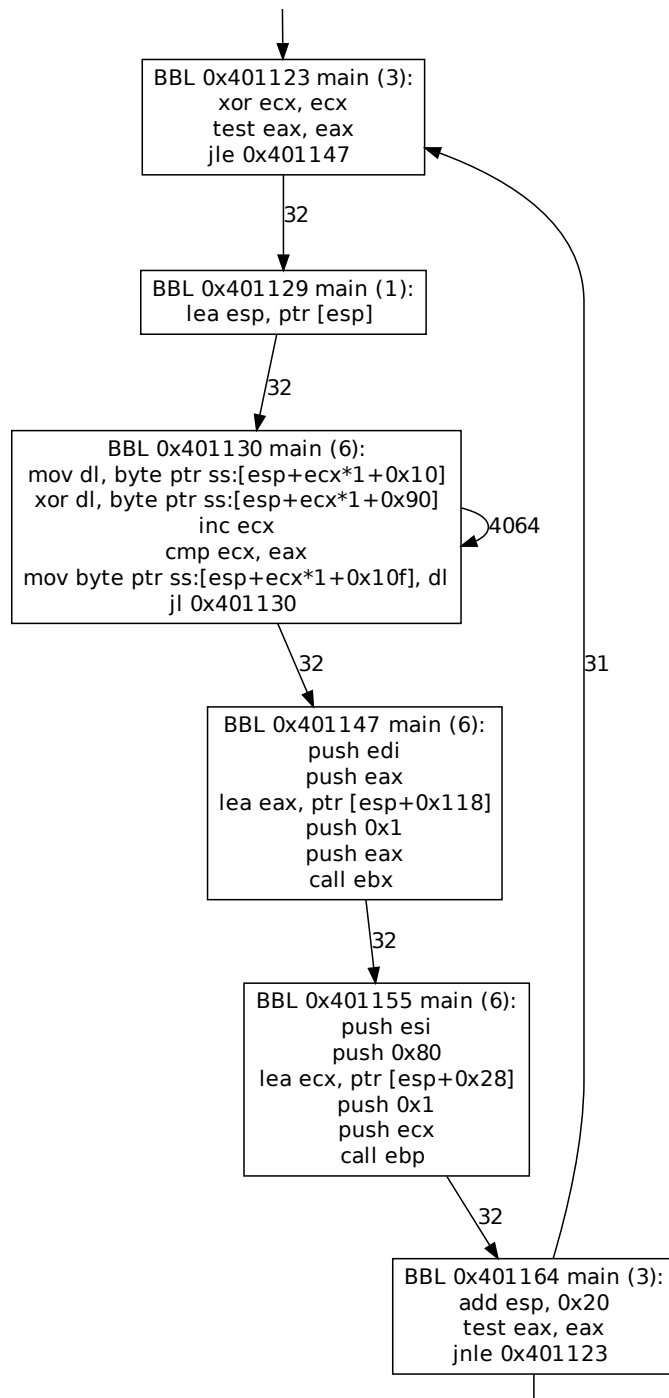 BBL 0x401123 main (3):
xor ecx, ecx
test eax, eax
jle 0x401147
32
BBL 0x401129 main (1):
lea esp, ptr [esp]
32
BBL 0x401130 main (6):
mov dl, byte ptr ss:[esp+ecx*1+0x10]
xor dl, byte ptr ss:[esp+ecx*1+0x90]
inc ecx
cmp ecx, eax
mov byte ptr ss:[esp+ecx*1+0x10f], dl
jl 0x401130
4064
32
31
BBL 0x401147 main (6):
push edi
push eax
lea eax, ptr [esp+0x118]
push 0x1
push eax
call ebx
32
BBL 0x401155 main (6):
push esi
push 0x80
lea ecx, ptr [esp+0x28]
push 0x1
push ecx
call ebp
32
BBL 0x401164 main (3):
add esp, 0x20
test eax, eax
jnle 0x401123